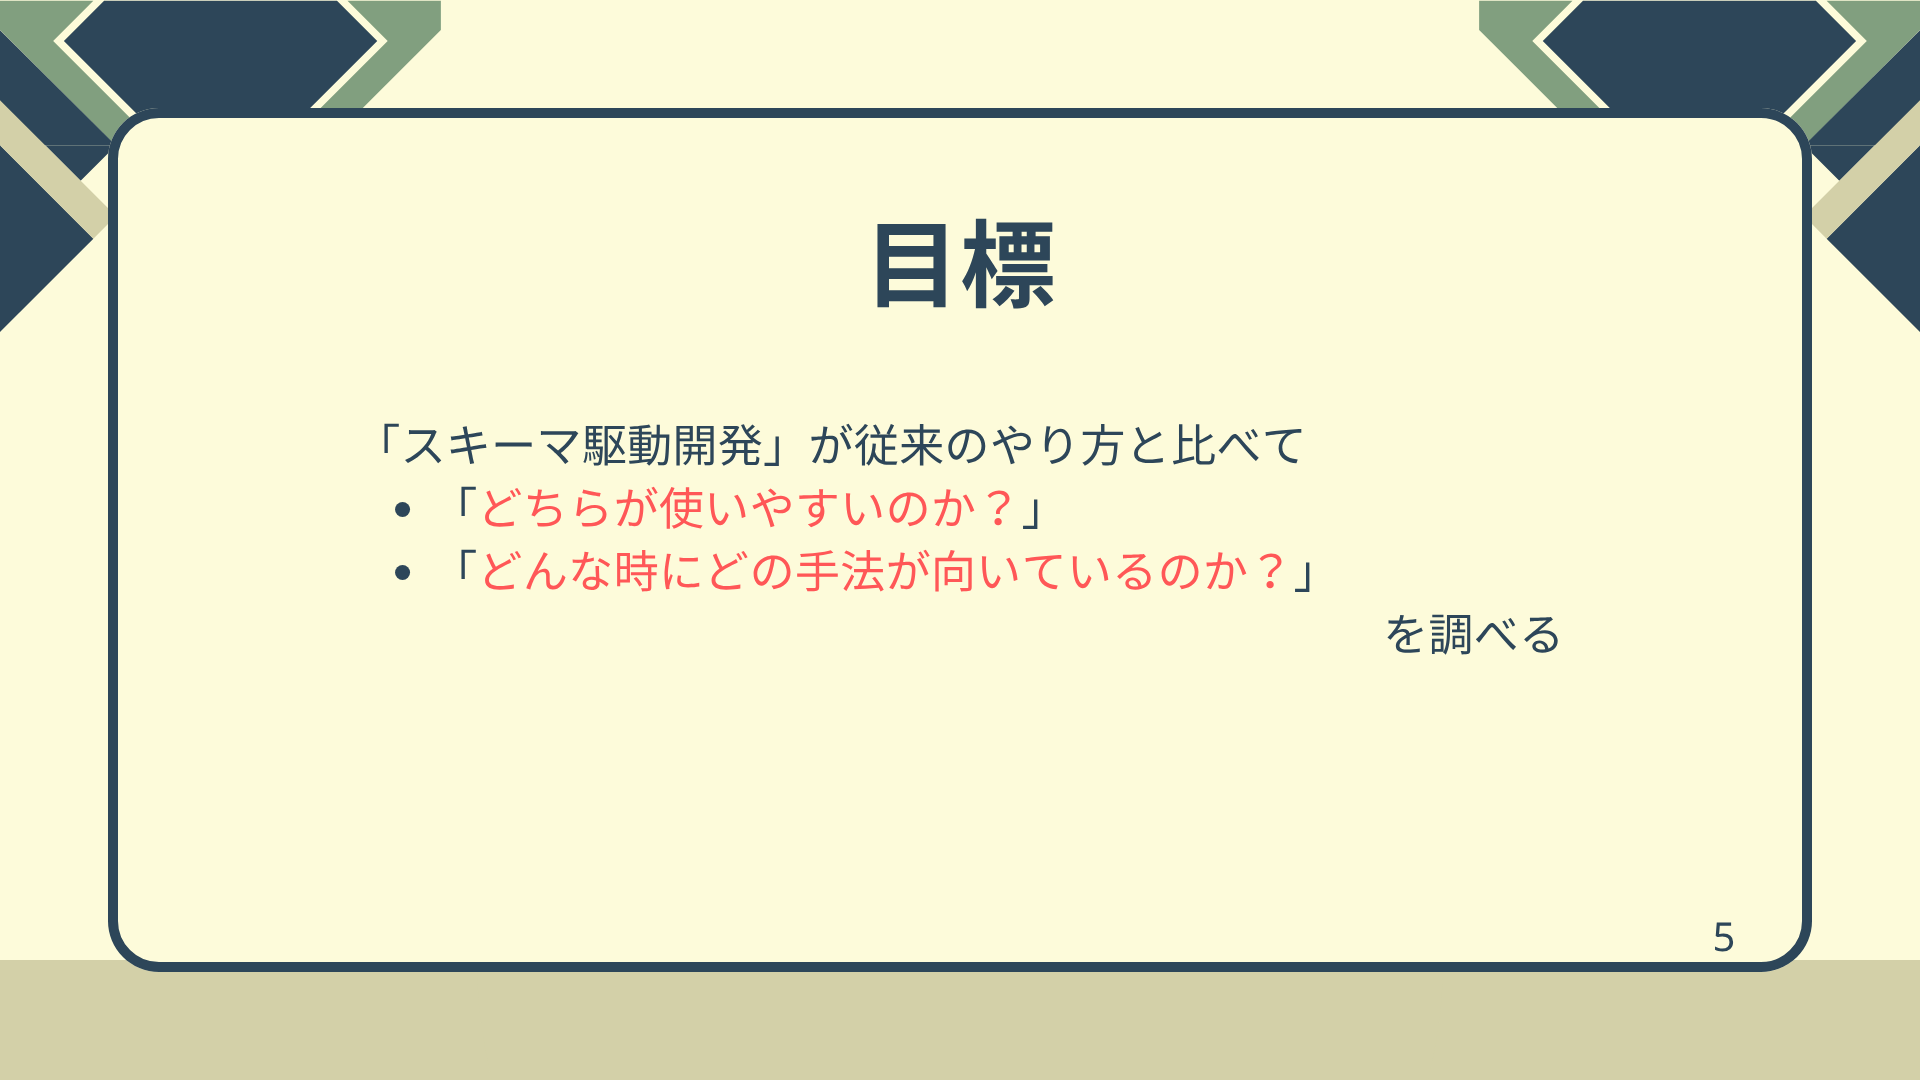 目標
「スキーマ駆動開発」が従来のやり方と比べて
• 「どちらが使いやすいのか？」
• 「どんな時にどの手法が向いているのか？」
を調べる
5